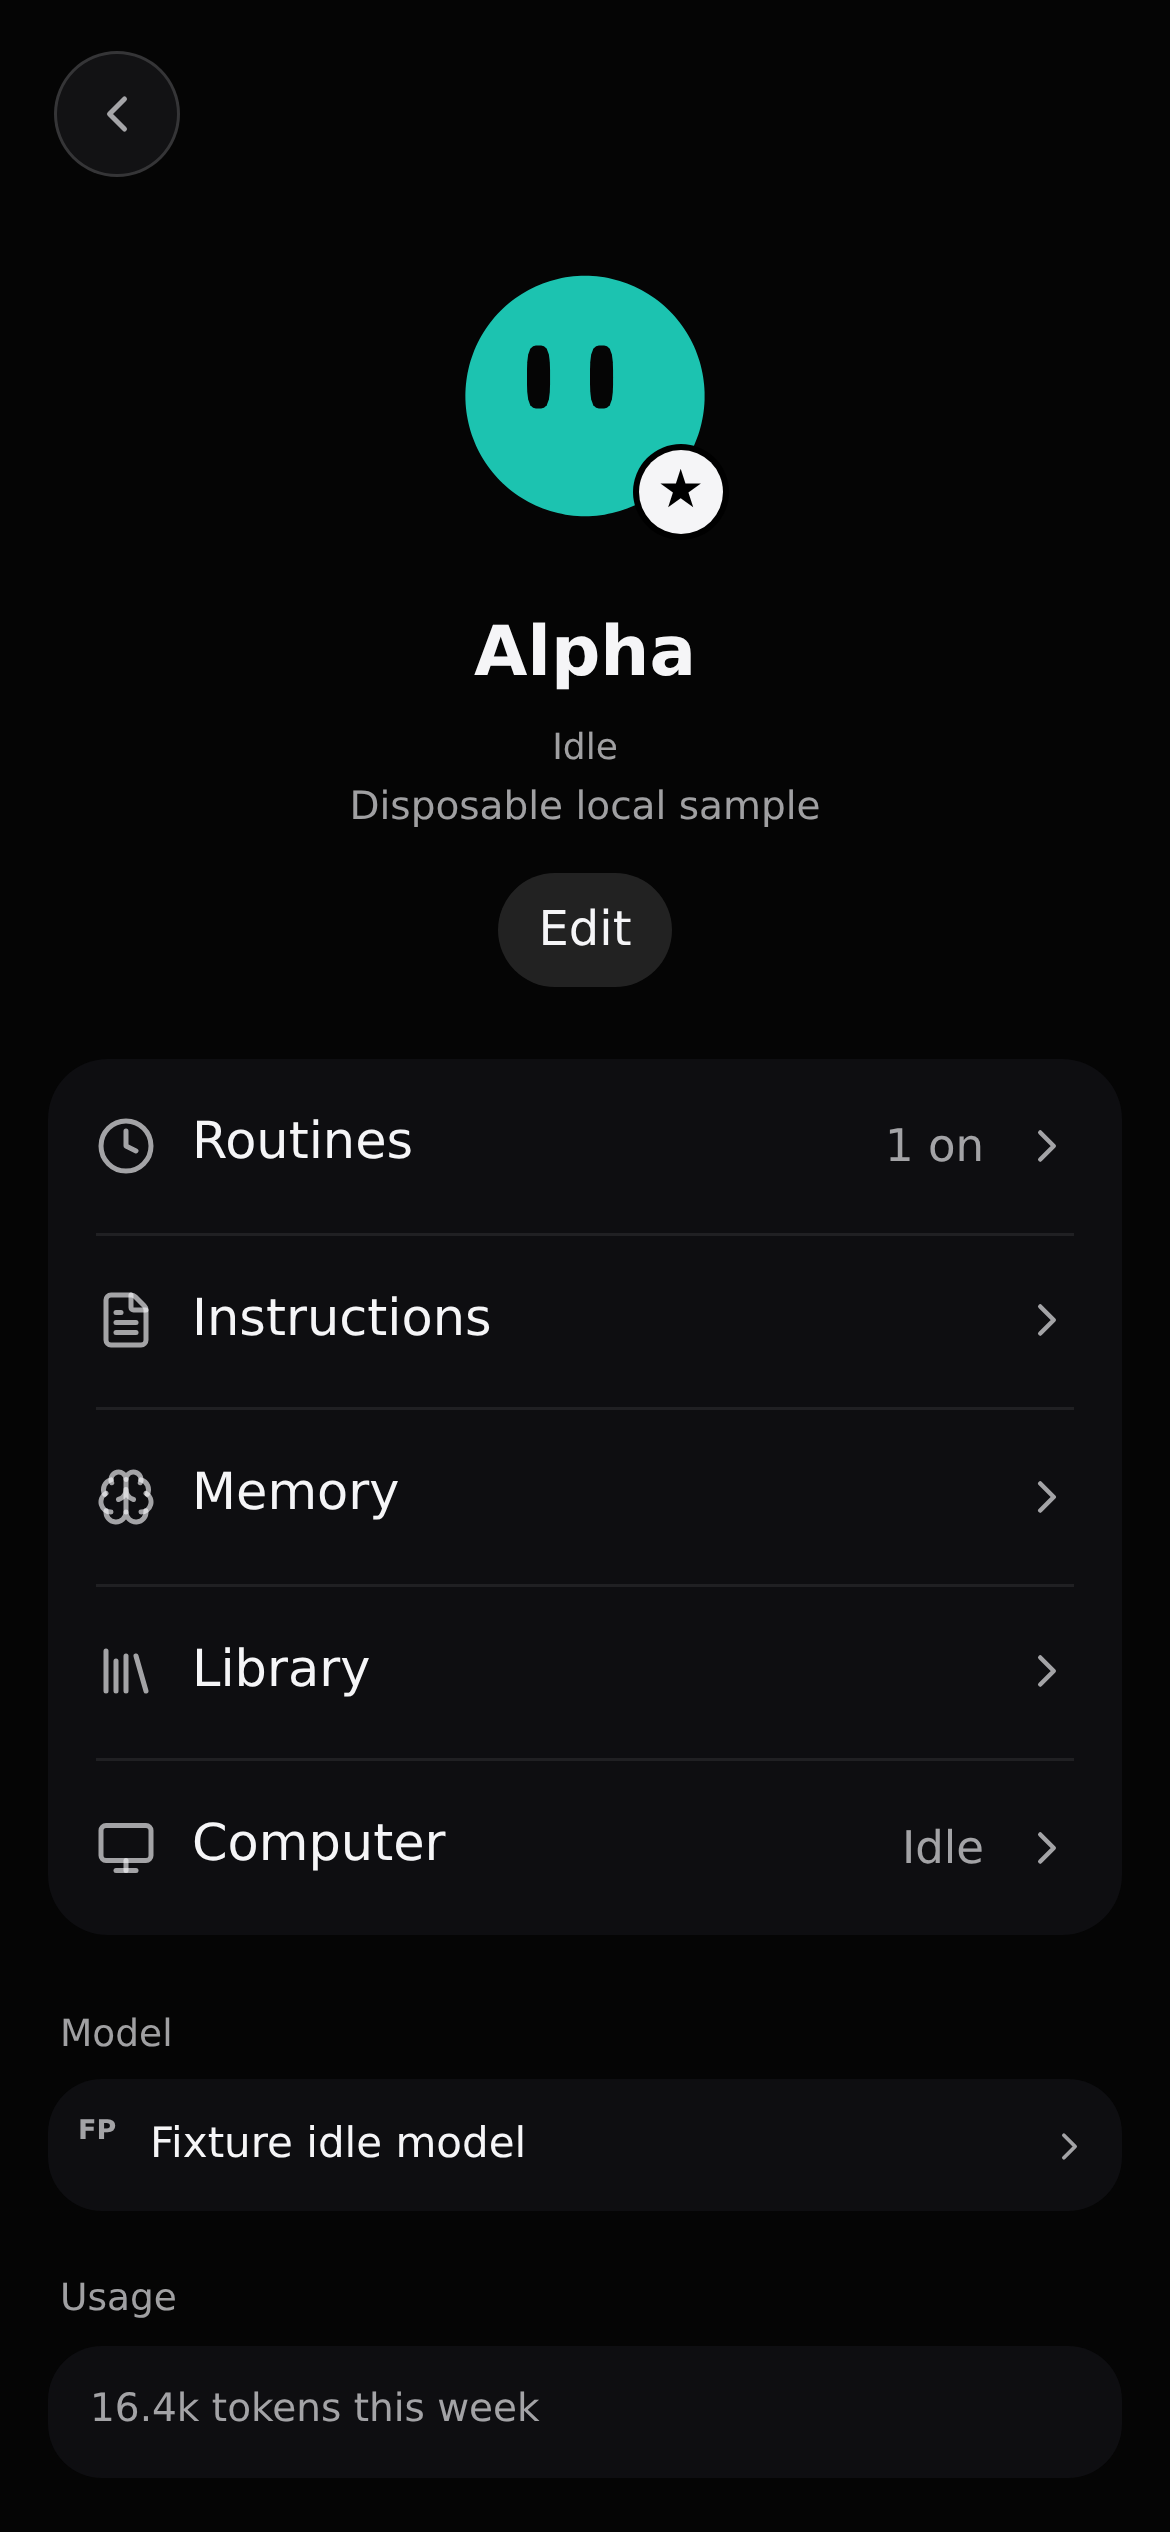 Alpha
Idle
Disposable local sample
Edit
Routines 1 on
Instructions
Memory
Library
Computer Idle
Model
FP Fixture idle model
Usage
16.4k tokens this week